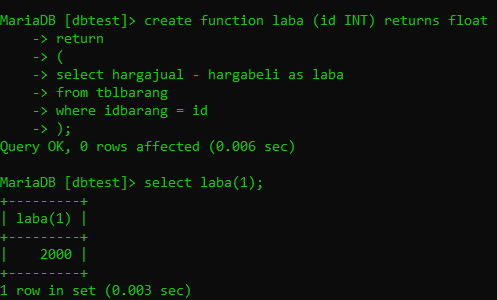 MariaDB [dbtest]> create function laba (id INT) returns float
    -> return
    -> (
    -> select hargajual - hargabeli as laba
    -> from tblbarang
    -> where idbarang = id
    -> );
Query OK, 0 rows affected (0.006 sec)

MariaDB [dbtest]> select laba(1);
+---------+
| laba(1) |
+---------+
|    2000 |
+---------+
1 row in set (0.003 sec)